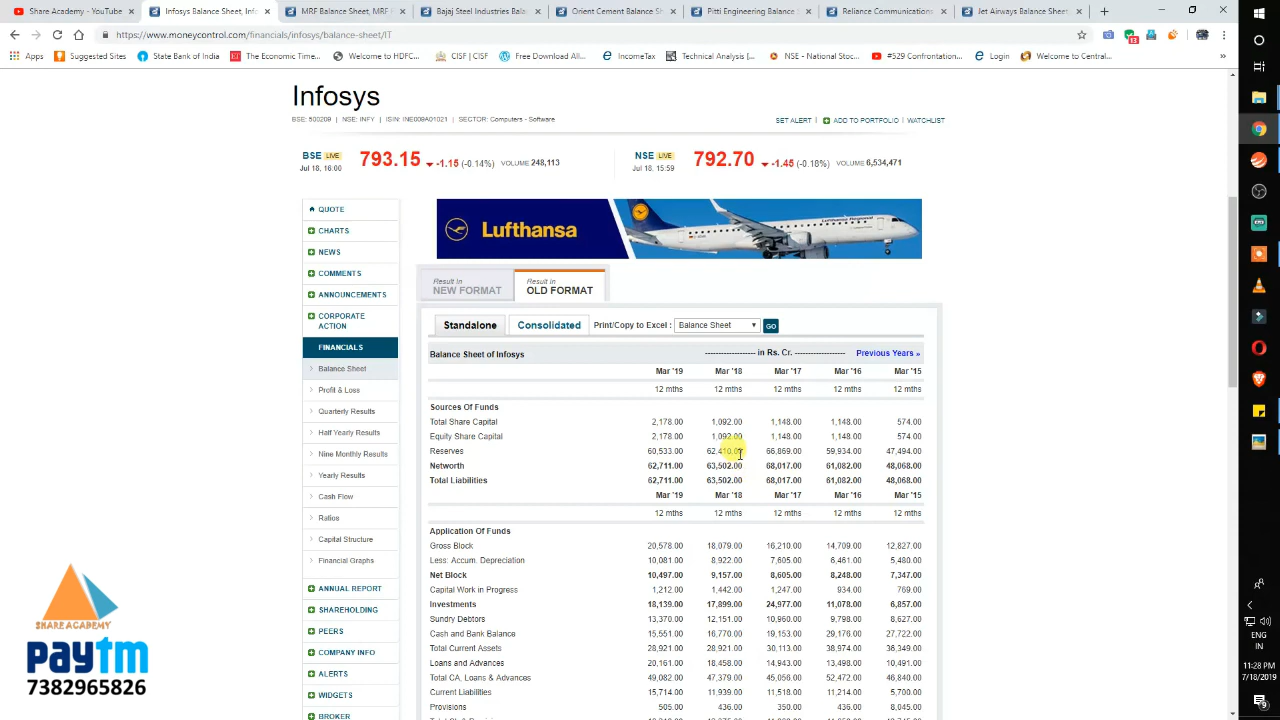 Share Academy - YouTube
Infosys Balance Sheet, Infosys
MRF Balance Sheet, MRF
Bajaj Steel Industries Bala
Orient Cement Balance Sh
Pitti Engineering Balance
Reliance Communications
Jet Airways Balance Sheet
https://www.moneycontrol.com/financials/infosys/balance-sheet/IT
Apps
Suggested Sites
State Bank of India
The Economic Time...
Welcome to HDFC...
CISF | CISF
Free Download All...
IncomeTax
Technical Analysis |...
NSE - National Stoc...
#529 Confrontation...
Login
Welcome to Central...
»
Infosys
BSE: 500209 | NSE: INFY | ISIN: INE009A01021 | SECTOR: Computers - Software
SET ALERT | ADD TO PORTFOLIO | WATCHLIST
BSE LIVE 793.15 -1.15 (-0.14%) VOLUME 248,113
Jul 18, 16:00
NSE LIVE 792.70 -1.45 (-0.18%) VOLUME 6,534,471
Jul 18, 15:59
QUOTE
CHARTS
NEWS
COMMENTS
ANNOUNCEMENTS
CORPORATE
ACTION
FINANCIALS
Balance Sheet
Profit & Loss
Quarterly Results
Half Yearly Results
Nine Monthly Results
Yearly Results
Cash Flow
Ratios
Capital Structure
Financial Graphs
ANNUAL REPORT
SHAREHOLDING
PEERS
COMPANY INFO
ALERTS
WIDGETS
BROKER
Lufthansa
Lufthansa
Result In
NEW FORMAT
Result In
OLD FORMAT
Standalone Consolidated Print/Copy to Excel : Balance Sheet GO
Balance Sheet of Infosys ------------------- in Rs. Cr. ------------------- Previous Years »
Mar '19 Mar '18 Mar '17 Mar '16 Mar '15
12 mths 12 mths 12 mths 12 mths 12 mths
Sources Of Funds
Total Share Capital 2,178.00 1,092.00 1,148.00 1,148.00 574.00
Equity Share Capital 2,178.00 1,092.00 1,148.00 1,148.00 574.00
Reserves 60,533.00 62,410.00 66,869.00 59,934.00 47,494.00
Networth 62,711.00 63,502.00 68,017.00 61,082.00 48,068.00
Total Liabilities 62,711.00 63,502.00 68,017.00 61,082.00 48,068.00
Mar '19 Mar '18 Mar '17 Mar '16 Mar '15
12 mths 12 mths 12 mths 12 mths 12 mths
Application Of Funds
Gross Block 20,578.00 18,079.00 16,210.00 14,709.00 12,827.00
Less: Accum. Depreciation 10,081.00 8,922.00 7,605.00 6,461.00 5,480.00
Net Block 10,497.00 9,157.00 8,605.00 8,248.00 7,347.00
Capital Work in Progress 1,212.00 1,442.00 1,247.00 934.00 769.00
Investments 18,139.00 17,899.00 24,977.00 11,078.00 6,857.00
Sundry Debtors 13,370.00 12,151.00 10,960.00 9,798.00 8,627.00
Cash and Bank Balance 15,551.00 16,770.00 19,153.00 29,176.00 27,722.00
Total Current Assets 28,921.00 28,921.00 30,113.00 38,974.00 36,349.00
Loans and Advances 20,161.00 18,458.00 14,943.00 13,498.00 10,491.00
Total CA, Loans & Advances 49,082.00 47,379.00 45,056.00 52,472.00 46,840.00
Current Liabilities 15,714.00 11,939.00 11,518.00 11,214.00 5,700.00
Provisions 505.00 436.00 350.00 436.00 8,045.00
SHARE ACADEMY
paytm
7382965826
ENG
IN
11:28 PM
7/18/2019
9